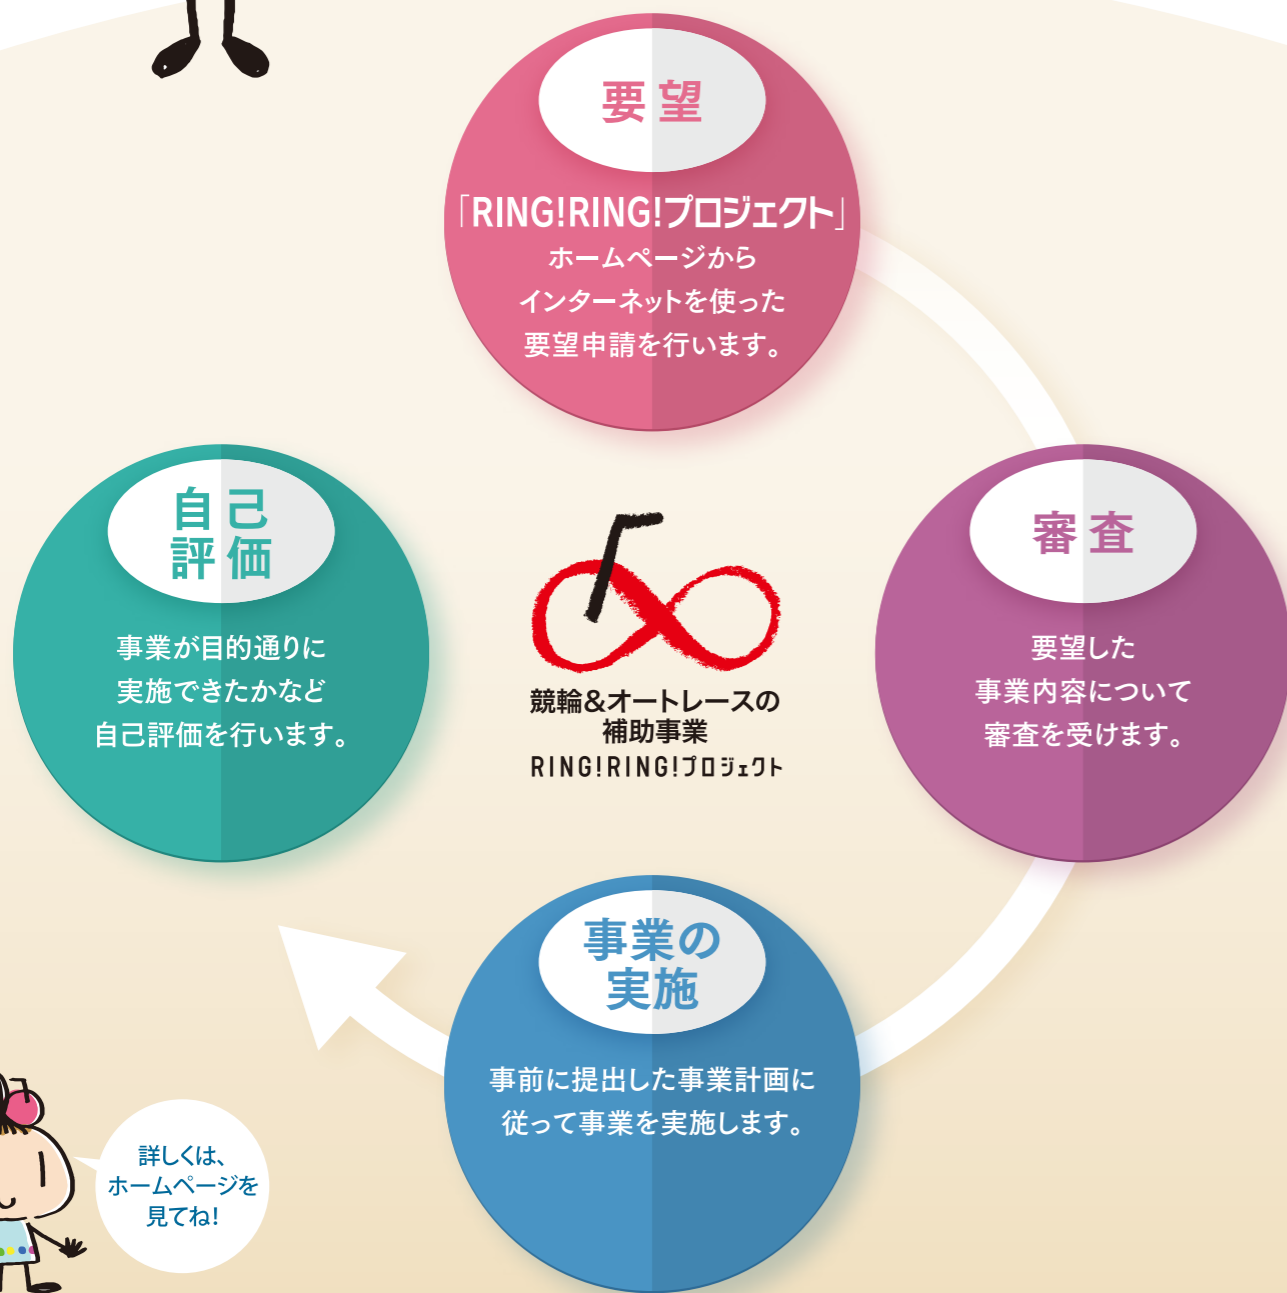 要望
「RING!RING!プロジェクト」
ホームページから
インターネットを使った
要望申請を行います。
審査
要望した
事業内容について
審査を受けます。
事業の
実施
事前に提出した事業計画に
従って事業を実施します。
自己
評価
事業が目的通りに
実施できたかなど
自己評価を行います。
競輪&オートレースの
補助事業
RING!RING!プロジェクト
詳しくは、
ホームページを
見てね!